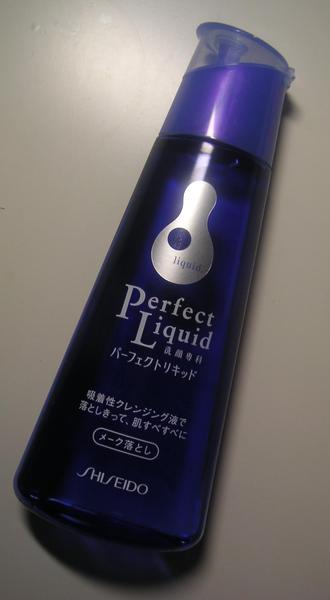 liquid.
Perfect
Liquid
洗顔専科
パーフェクトリキッド
吸着性クレンジング液で
落としきって、肌すべすべに
メーク落とし
SHISEIDO